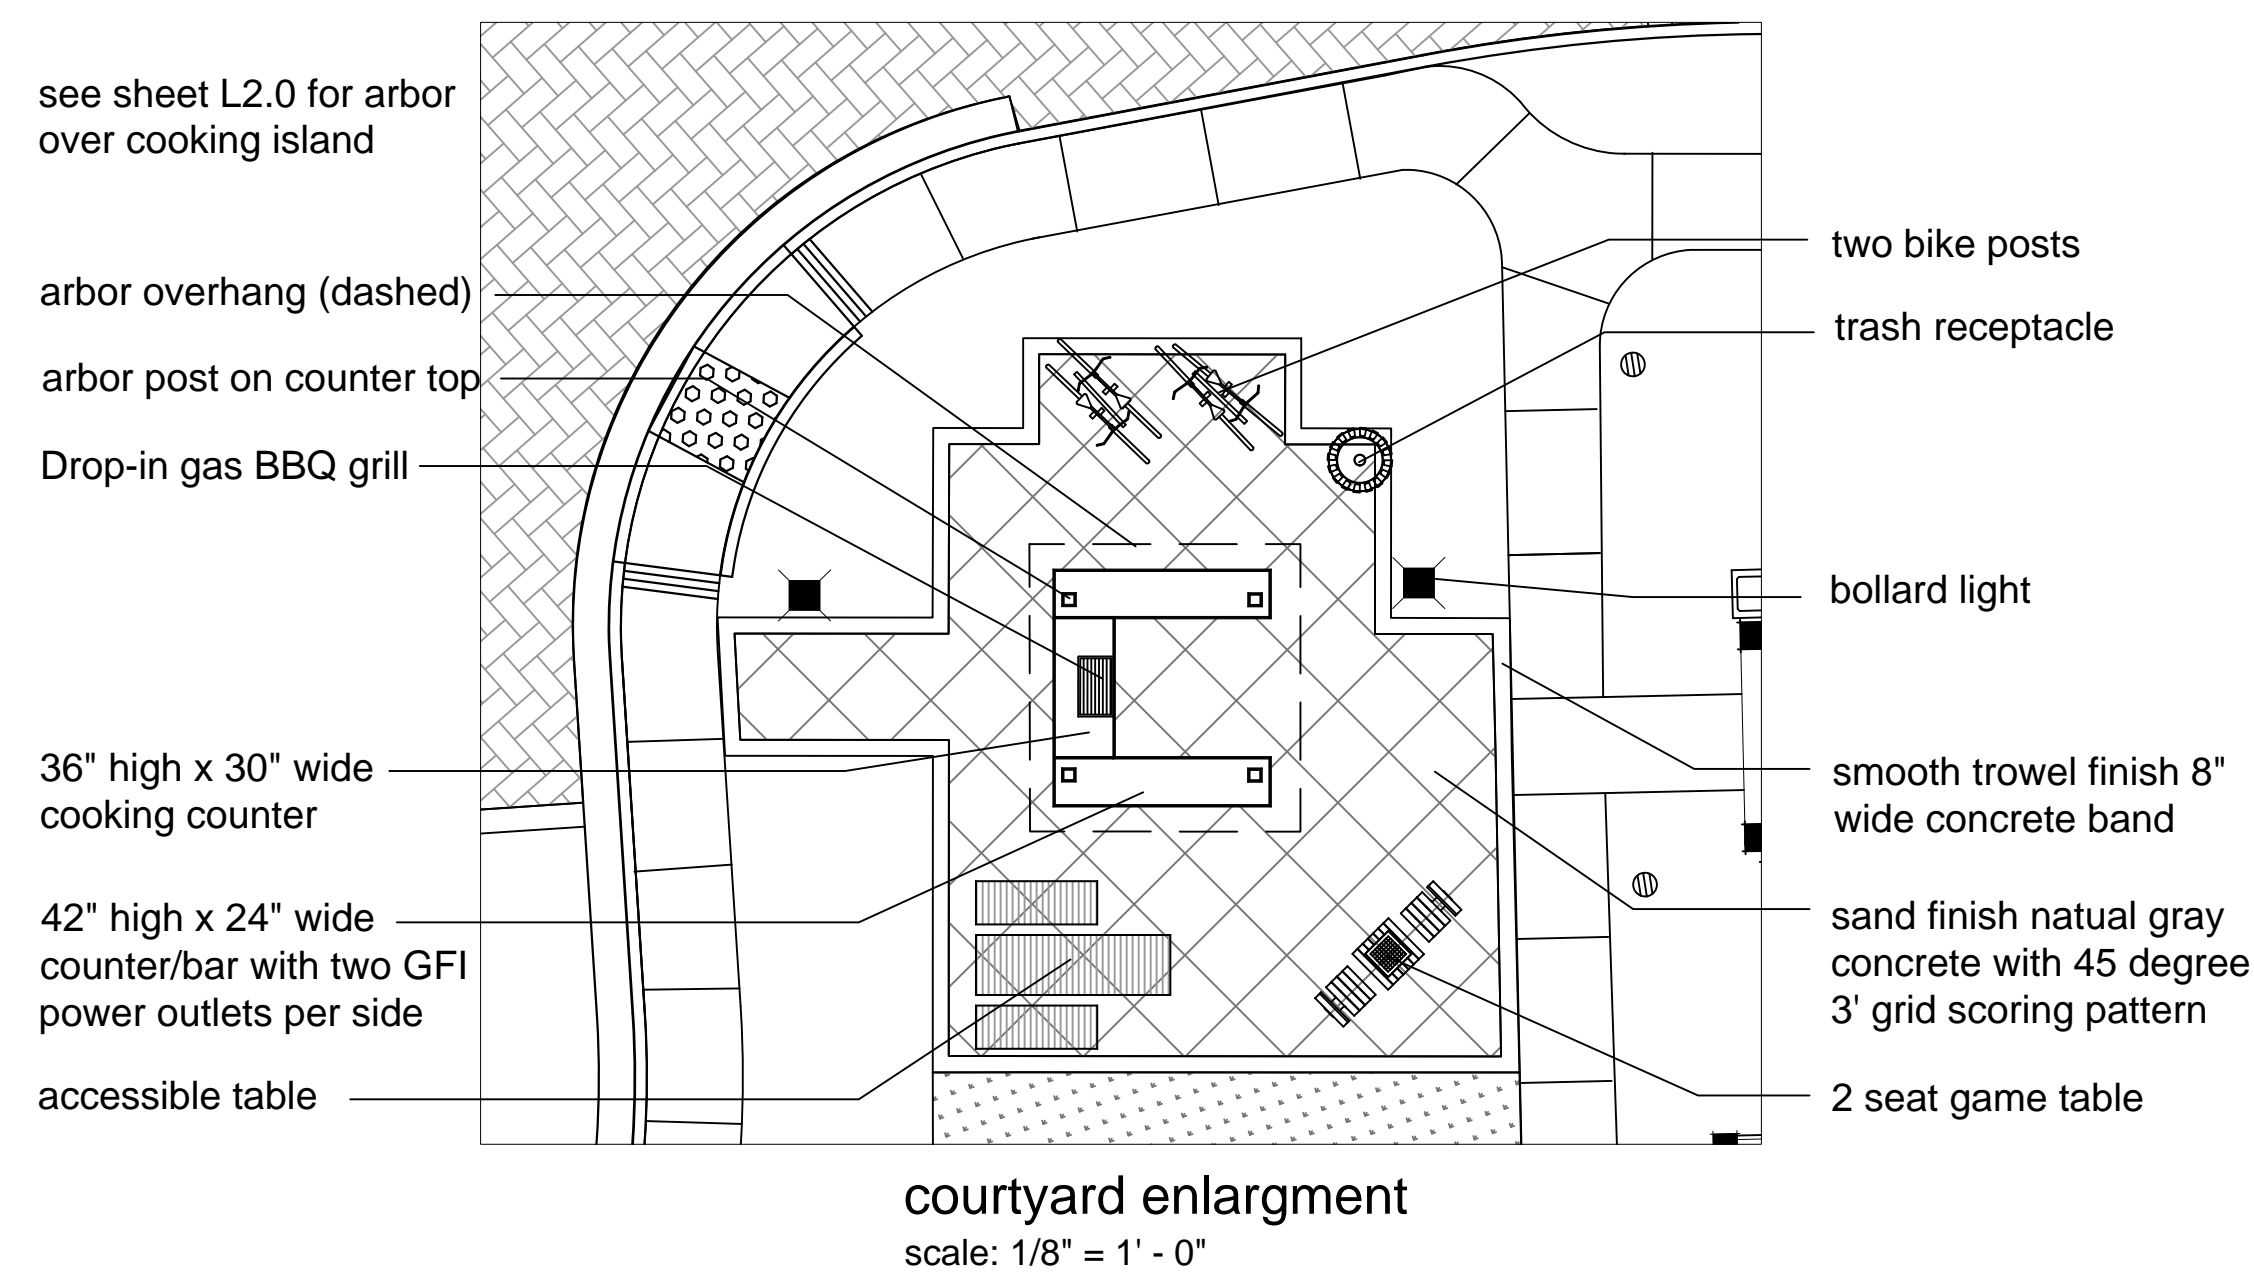 see sheet L2.0 for arbor
over cooking island
arbor overhang (dashed)
arbor post on counter top
Drop-in gas BBQ grill
36" high x 30" wide
cooking counter
42" high x 24" wide
counter/bar with two GFI
power outlets per side
accessible table
two bike posts
trash receptacle
bollard light
smooth trowel finish 8"
wide concrete band
sand finish natual gray
concrete with 45 degree
3' grid scoring pattern
2 seat game table
courtyard enlargment
scale: 1/8" = 1' - 0"